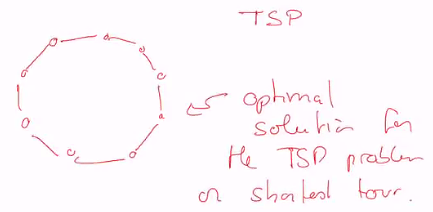 TSP
optimal
solution for
the TSP problem
or shortest tour.